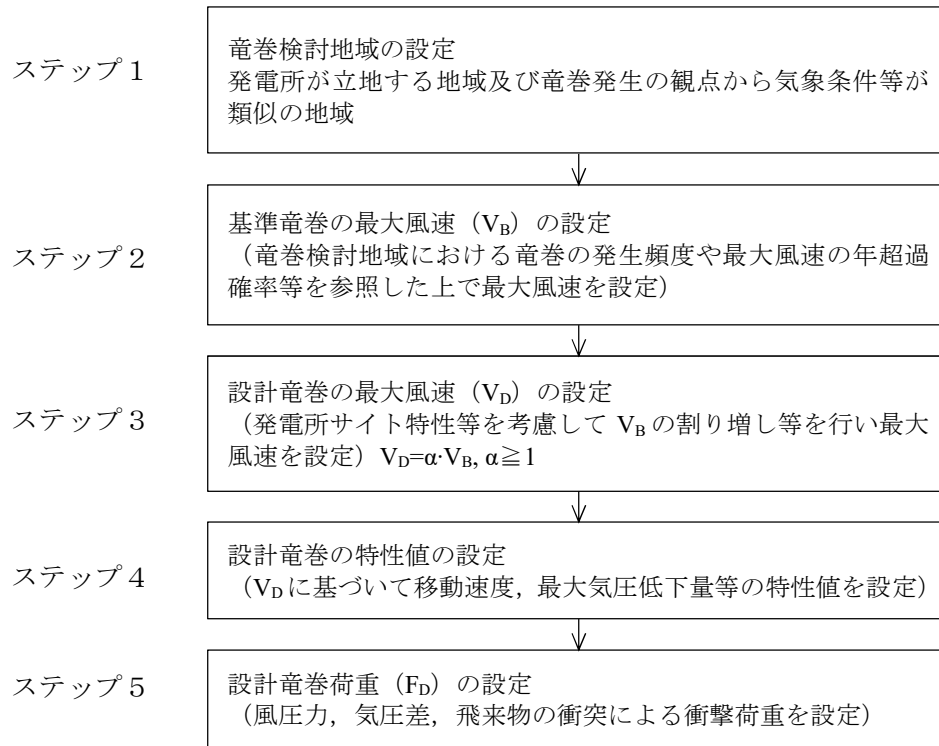 ステップ1
竜巻検討地域の設定
発電所が立地する地域及び竜巻発生の観点から気象条件等が
類似の地域
ステップ2
基準竜巻の最大風速（VB）の設定
（竜巻検討地域における竜巻の発生頻度や最大風速の年超過
確率等を参照した上で最大風速を設定）
ステップ3
設計竜巻の最大風速（VD）の設定
（発電所サイト特性等を考慮して VB の割り増し等を行い最大
風速を設定）VD=α·VB, α≧1
ステップ4
設計竜巻の特性値の設定
（VD に基づいて移動速度，最大気圧低下量等の特性値を設定）
ステップ5
設計竜巻荷重（FD）の設定
（風圧力，気圧差，飛来物の衝突による衝撃荷重を設定）